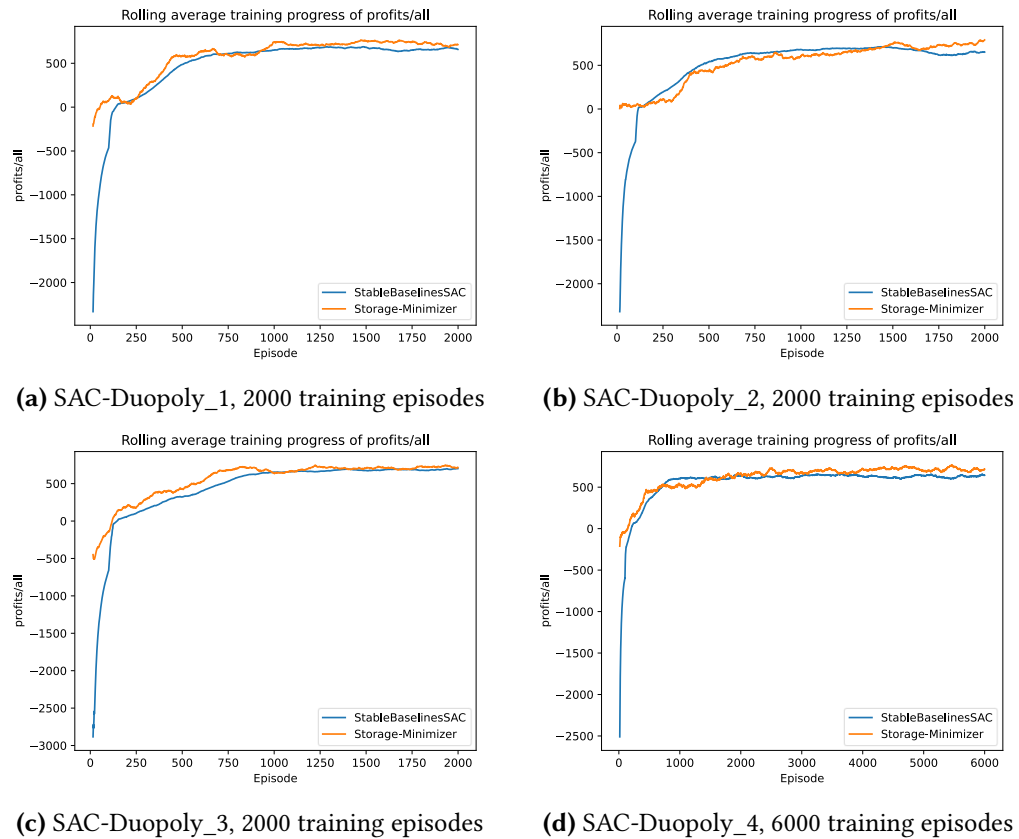 Rolling average training progress of profits/all
profits/all
500
0
−500
−1000
−1500
−2000
0 250 500 750 1000 1250 1500 1750 2000
Episode
StableBaselinesSAC
Storage-Minimizer
(a) SAC-Duopoly_1, 2000 training episodes
Rolling average training progress of profits/all
profits/all
500
0
−500
−1000
−1500
−2000
0 250 500 750 1000 1250 1500 1750 2000
Episode
StableBaselinesSAC
Storage-Minimizer
(b) SAC-Duopoly_2, 2000 training episodes
Rolling average training progress of profits/all
profits/all
500
0
−500
−1000
−1500
−2000
−2500
−3000
0 250 500 750 1000 1250 1500 1750 2000
Episode
StableBaselinesSAC
Storage-Minimizer
(c) SAC-Duopoly_3, 2000 training episodes
Rolling average training progress of profits/all
profits/all
500
0
−500
−1000
−1500
−2000
−2500
0 1000 2000 3000 4000 5000 6000
Episode
StableBaselinesSAC
Storage-Minimizer
(d) SAC-Duopoly_4, 6000 training episodes